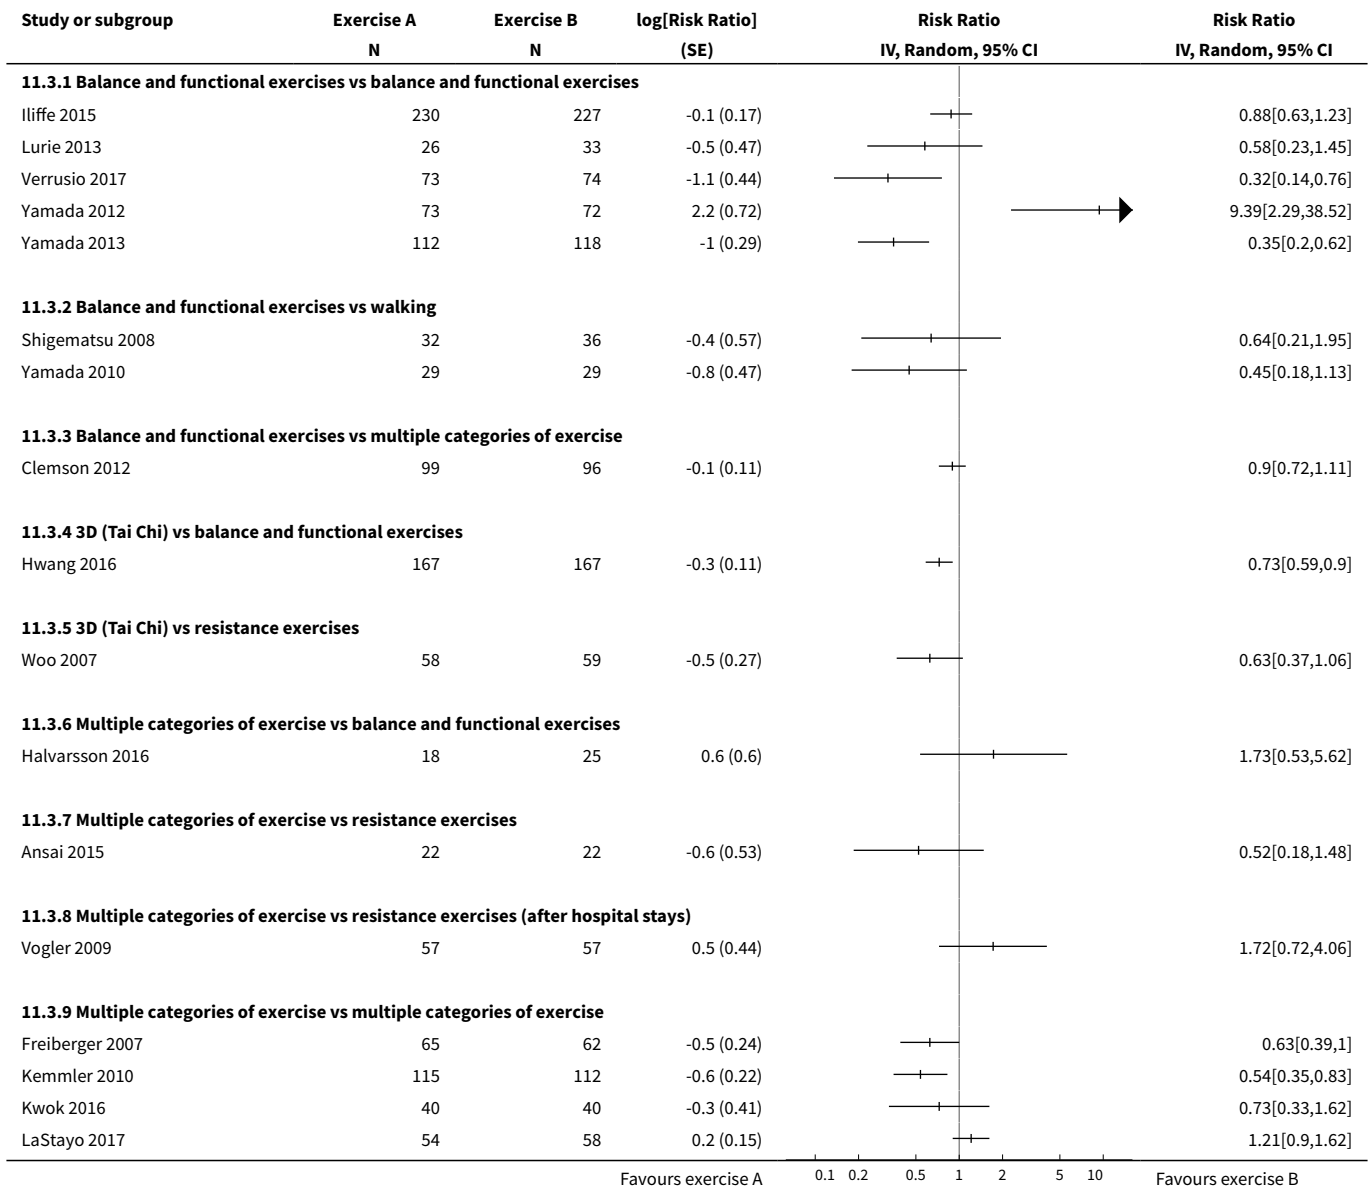 Study or subgroup Exercise A Exercise B log[Risk Ratio] Risk Ratio Risk Ratio
N N (SE) IV, Random, 95% CI IV, Random, 95% CI
11.3.1 Balance and functional exercises vs balance and functional exercises
Iliffe 2015 230 227 -0.1 (0.17) 0.88[0.63,1.23]
Lurie 2013 26 33 -0.5 (0.47) 0.58[0.23,1.45]
Verrusio 2017 73 74 -1.1 (0.44) 0.32[0.14,0.76]
Yamada 2012 73 72 2.2 (0.72) 9.39[2.29,38.52]
Yamada 2013 112 118 -1 (0.29) 0.35[0.2,0.62]
11.3.2 Balance and functional exercises vs walking
Shigematsu 2008 32 36 -0.4 (0.57) 0.64[0.21,1.95]
Yamada 2010 29 29 -0.8 (0.47) 0.45[0.18,1.13]
11.3.3 Balance and functional exercises vs multiple categories of exercise
Clemson 2012 99 96 -0.1 (0.11) 0.9[0.72,1.11]
11.3.4 3D (Tai Chi) vs balance and functional exercises
Hwang 2016 167 167 -0.3 (0.11) 0.73[0.59,0.9]
11.3.5 3D (Tai Chi) vs resistance exercises
Woo 2007 58 59 -0.5 (0.27) 0.63[0.37,1.06]
11.3.6 Multiple categories of exercise vs balance and functional exercises
Halvarsson 2016 18 25 0.6 (0.6) 1.73[0.53,5.62]
11.3.7 Multiple categories of exercise vs resistance exercises
Ansai 2015 22 22 -0.6 (0.53) 0.52[0.18,1.48]
11.3.8 Multiple categories of exercise vs resistance exercises (after hospital stays)
Vogler 2009 57 57 0.5 (0.44) 1.72[0.72,4.06]
11.3.9 Multiple categories of exercise vs multiple categories of exercise
Freiberger 2007 65 62 -0.5 (0.24) 0.63[0.39,1]
Kemmler 2010 115 112 -0.6 (0.22) 0.54[0.35,0.83]
Kwok 2016 40 40 -0.3 (0.41) 0.73[0.33,1.62]
LaStayo 2017 54 58 0.2 (0.15) 1.21[0.9,1.62]
Favours exercise A 0.1 0.2 0.5 1 2 5 10 Favours exercise B